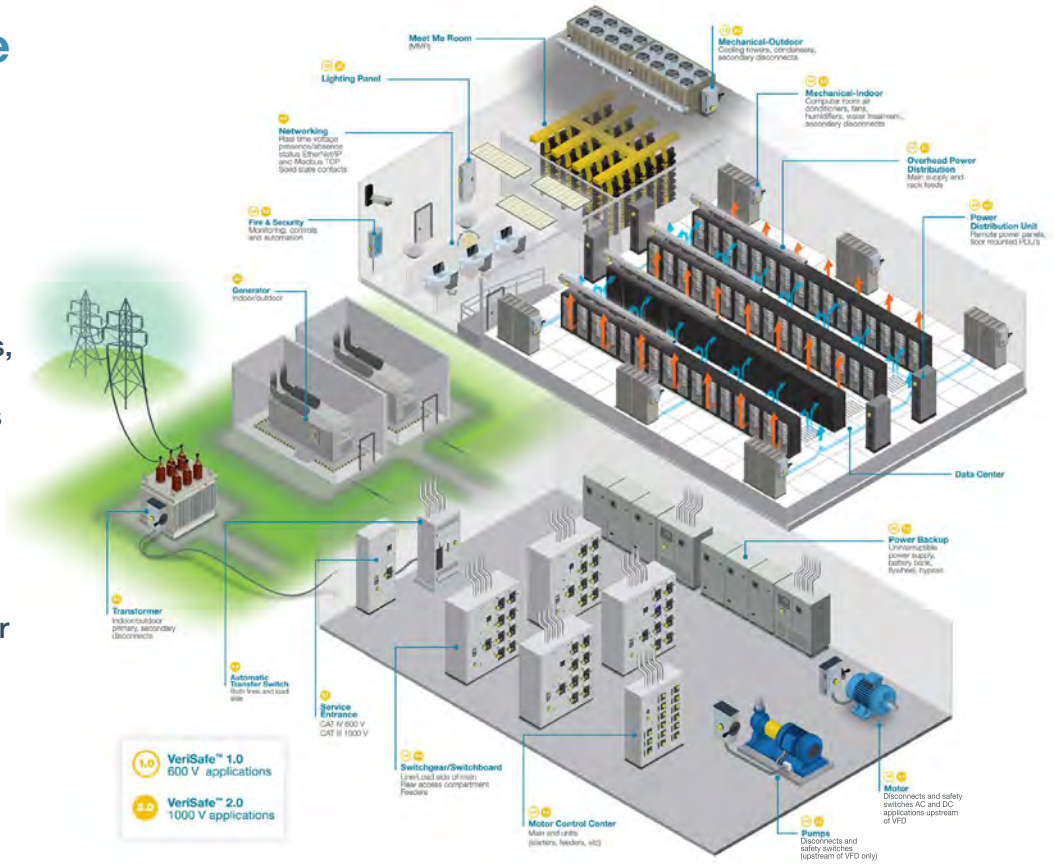 e
s,
s
r
Meet Me Room
(MMR)
Lighting Panel
Networking
Real time voltage
presence/absence
status EtherNet/IP
and Modbus TCP
Solid state contacts
Fire & Security
Monitoring, controls
and automation
Generator
Indoor/outdoor
Mechanical-Outdoor
Cooling towers, condensers,
secondary disconnects
Mechanical-Indoor
Computer room air
conditioners, fans,
humidifiers, water treatment,
secondary disconnects
Overhead Power
Distribution
Main supply and
rack feeds
Power
Distribution Unit
Remote power panels,
floor mounted PDU's
Data Center
Power Backup
Uninterruptible
power supply,
battery bank,
flywheel, bypass
Transformer
Indoor/outdoor
primary, secondary
disconnects
Automatic
Transfer Switch
Both lines and load
side
Service
Entrance
CAT IV 600 V
CAT III 1000 V
Switchgear/Switchboard
Line/Load side of main
Rear access compartment
Feeders
Motor Control Center
Main and units
(starters, feeders, etc)
Pumps
Disconnects and
safety switches
(upstream of VFD only)
Motor
Disconnects and safety
switches AC and DC
applications upstream
of VFD
1.0 VeriSafe™ 1.0
600 V applications
2.0 VeriSafe™ 2.0
1000 V applications